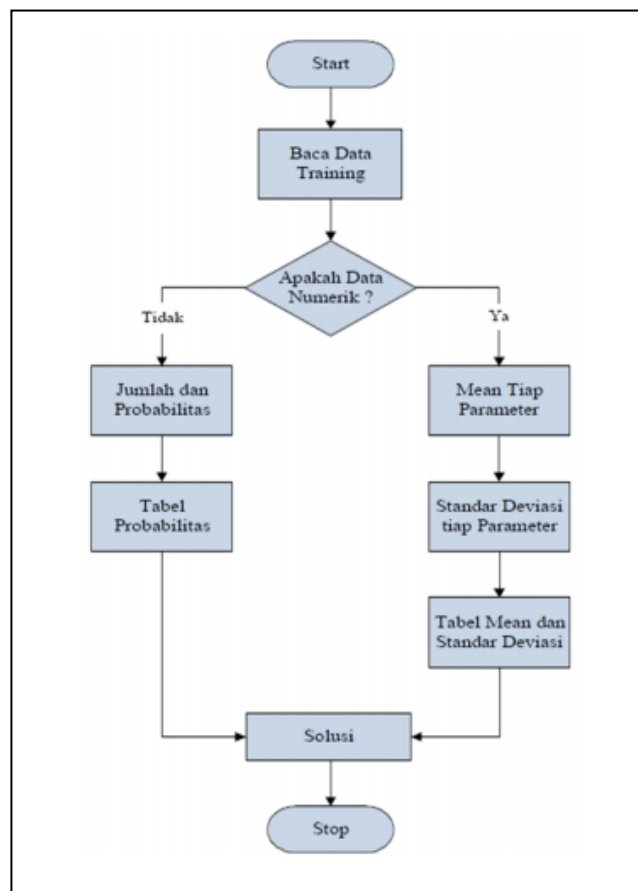 Start
Baca Data
Training
Apakah Data
Numerik ?
Tidak
Ya
Jumlah dan
Probabilitas
Mean Tiap
Parameter
Tabel
Probabilitas
Standar Deviasi
tiap Parameter
Tabel Mean dan
Standar Deviasi
Solusi
Stop